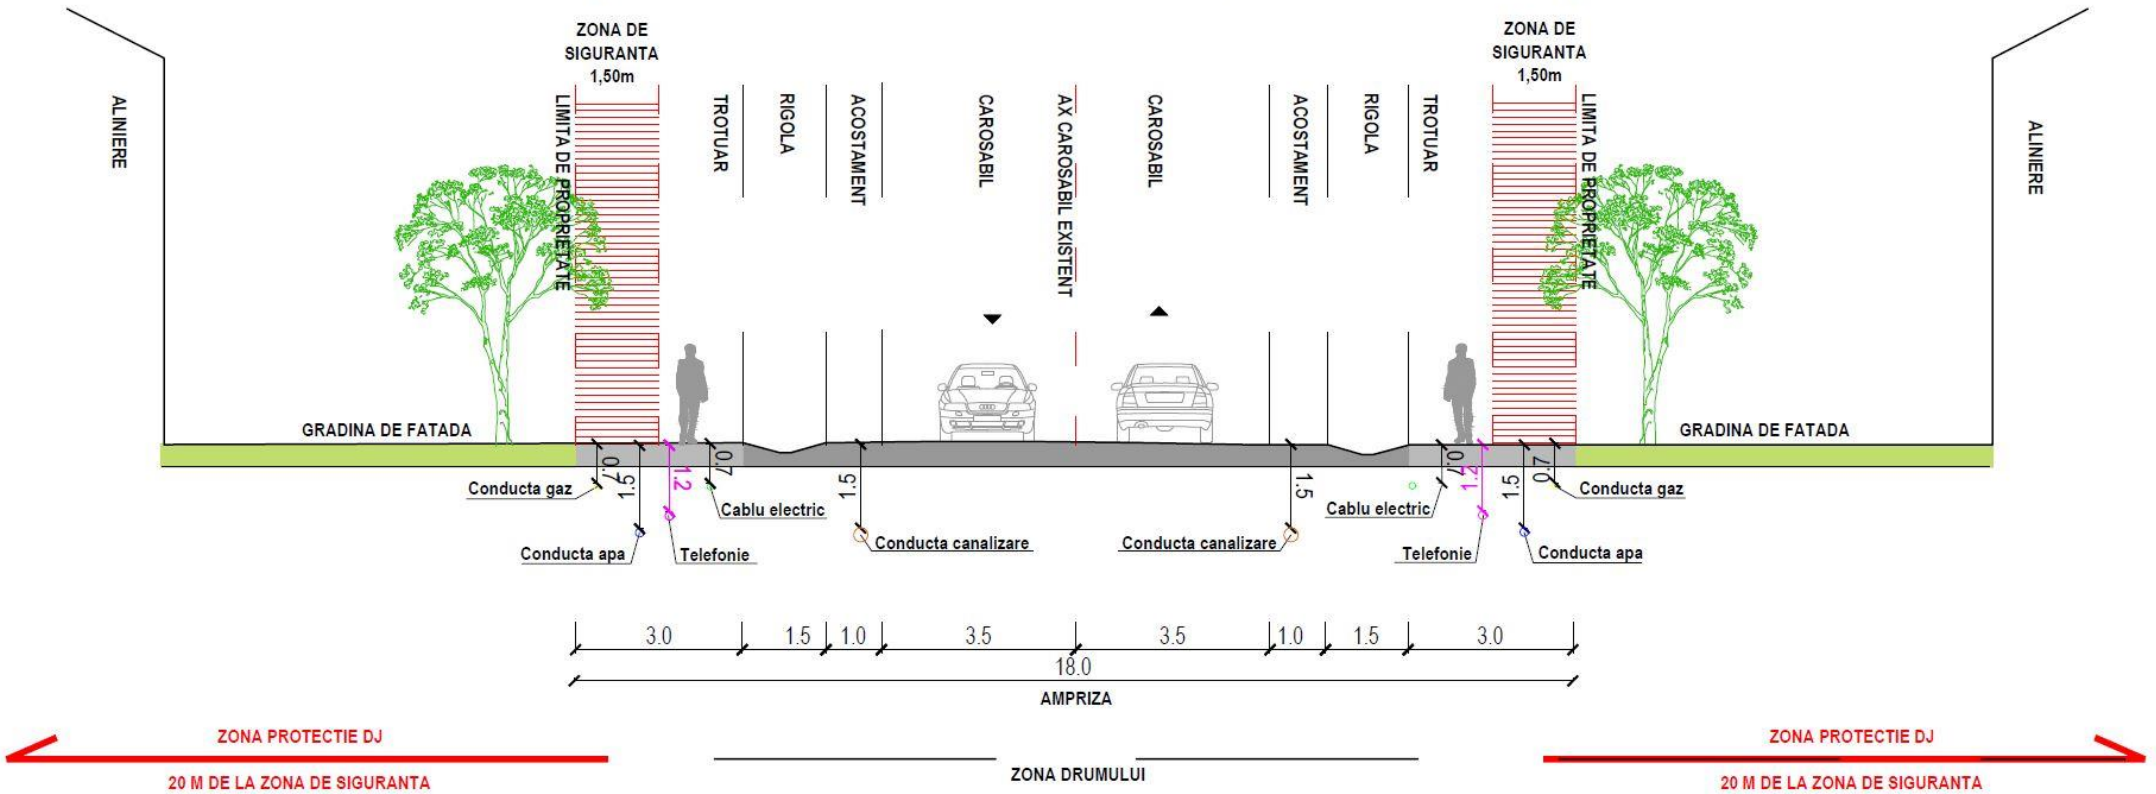 ZONA DE
SIGURANTA
1,50m
ZONA DE
SIGURANTA
1,50m
ALINIERE
LIMITA DE PROPRIETATE
TROTUAR
RIGOLA
ACOSTAMENT
CAROSABIL
AX CAROSABIL EXISTENT
CAROSABIL
ACOSTAMENT
RIGOLA
TROTUAR
LIMITA DE PROPRIETATE
ALINIERE
GRADINA DE FATADA
GRADINA DE FATADA
0.7
1.5
1.2
0.7
1.5
1.5
0.7
1.2
1.5
0.7
Conducta gaz
Cablu electric
Cablu electric
Conducta gaz
Conducta apa
Telefonie
Conducta canalizare
Conducta canalizare
Telefonie
Conducta apa
3.0 1.5 1.0 3.5 3.5 1.0 1.5 3.0
18.0
AMPRIZA
ZONA PROTECTIE DJ
20 M DE LA ZONA DE SIGURANTA
ZONA DRUMULUI
ZONA PROTECTIE DJ
20 M DE LA ZONA DE SIGURANTA